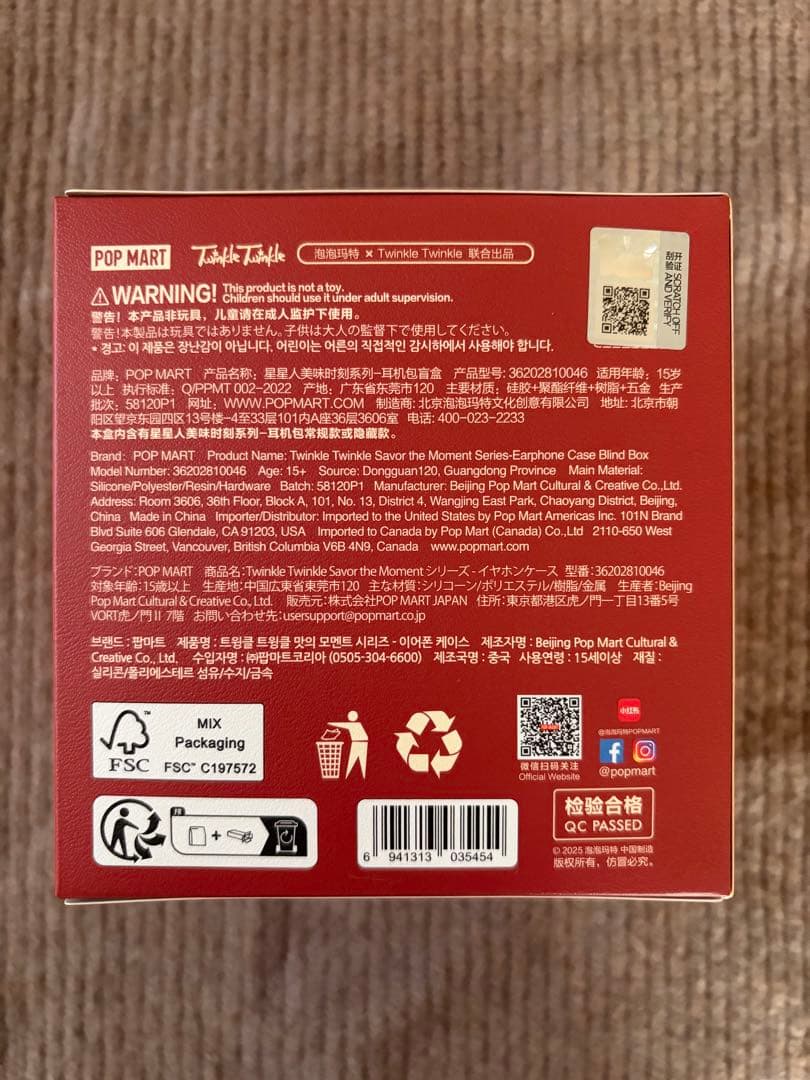 POP MART Twinkle Twinkle 泡泡玛特 × Twinkle Twinkle 联合出品
开证 SCRATCH OFF
刮验 AND VERIFY
WARNING! This product is not a toy.
Children should use it under adult supervision.
警告！本产品非玩具，儿童请在成人监护下使用。
警告！本製品は玩具ではありません。子供は大人の監督下で使用してください。
* 경고: 이 제품은 장난감이 아닙니다. 어린이는 어른의 직접적인 감시하에서 사용해야 합니다.
品牌：POP MART 产品名称：星星人美味时刻系列-耳机包盲盒 产品型号：36202810046 适用年龄：15岁
以上 执行标准：Q/PPMT 002-2022 产地：广东省东莞市120 主要材质：硅胶+聚酯纤维+树脂+五金 生产
批次：58120P1 网址：WWW.POPMART.COM 制造商：北京泡泡玛特文化创意有限公司 地址：北京市朝
阳区望京东园四区13号楼-4至33层101内A座36层3606室 电话：400-023-2233
本盒内含有星星人美味时刻系列-耳机包常规款或隐藏款。
Brand: POP MART Product Name: Twinkle Twinkle Savor the Moment Series-Earphone Case Blind Box
Model Number: 36202810046 Age: 15+ Source: Dongguan120, Guangdong Province Main Material:
Silicone/Polyester/Resin/Hardware Batch: 58120P1 Manufacturer: Beijing Pop Mart Cultural & Creative Co.,Ltd.
Address: Room 3606, 36th Floor, Block A, 101, No. 13, District 4, Wangjing East Park, Chaoyang District, Beijing,
China Made in China Importer/Distributor: Imported to the United States by Pop Mart Americas Inc. 101N Brand
Blvd Suite 606 Glendale, CA 91203, USA Imported to Canada by Pop Mart (Canada) Co.,Ltd 2110-650 West
Georgia Street, Vancouver, British Columbia V6B 4N9, Canada www.popmart.com
ブランド：POP MART 商品名：Twinkle Twinkle Savor the Moment シリーズ - イヤホンケース 型番：36202810046
対象年齢：15歳以上 生産地：中国広東省東莞市120 主な材質：シリコーン/ポリエステル/樹脂/金属 生産者：Beijing
Pop Mart Cultural & Creative Co., Ltd. 販売元：株式会社POP MART JAPAN 住所：東京都港区虎ノ門一丁目13番5号
VORT虎ノ門Ⅱ 7階 お問い合わせ先：usersupport@popmart.co.jp
브랜드 : 팝마트 제품명 : 트윙클 트윙클 맛의 모멘트 시리즈 - 이어폰 케이스 제조자명 : Beijing Pop Mart Cultural &
Creative Co., Ltd. 수입자명 : ㈜팝마트코리아 (0505-304-6600) 제조국명 : 중국 사용연령 : 15세이상 재질 :
실리콘/폴리에스테르 섬유/수지/금속
FSC
MIX
Packaging
FSC™ C197572
微信扫码关注
Official Website
小红书
@泡泡玛特POPMART
@popmart
FR
6 941313 035454
检验合格
QC PASSED
© 2025 泡泡玛特 中国制造
版权所有，仿冒必究。